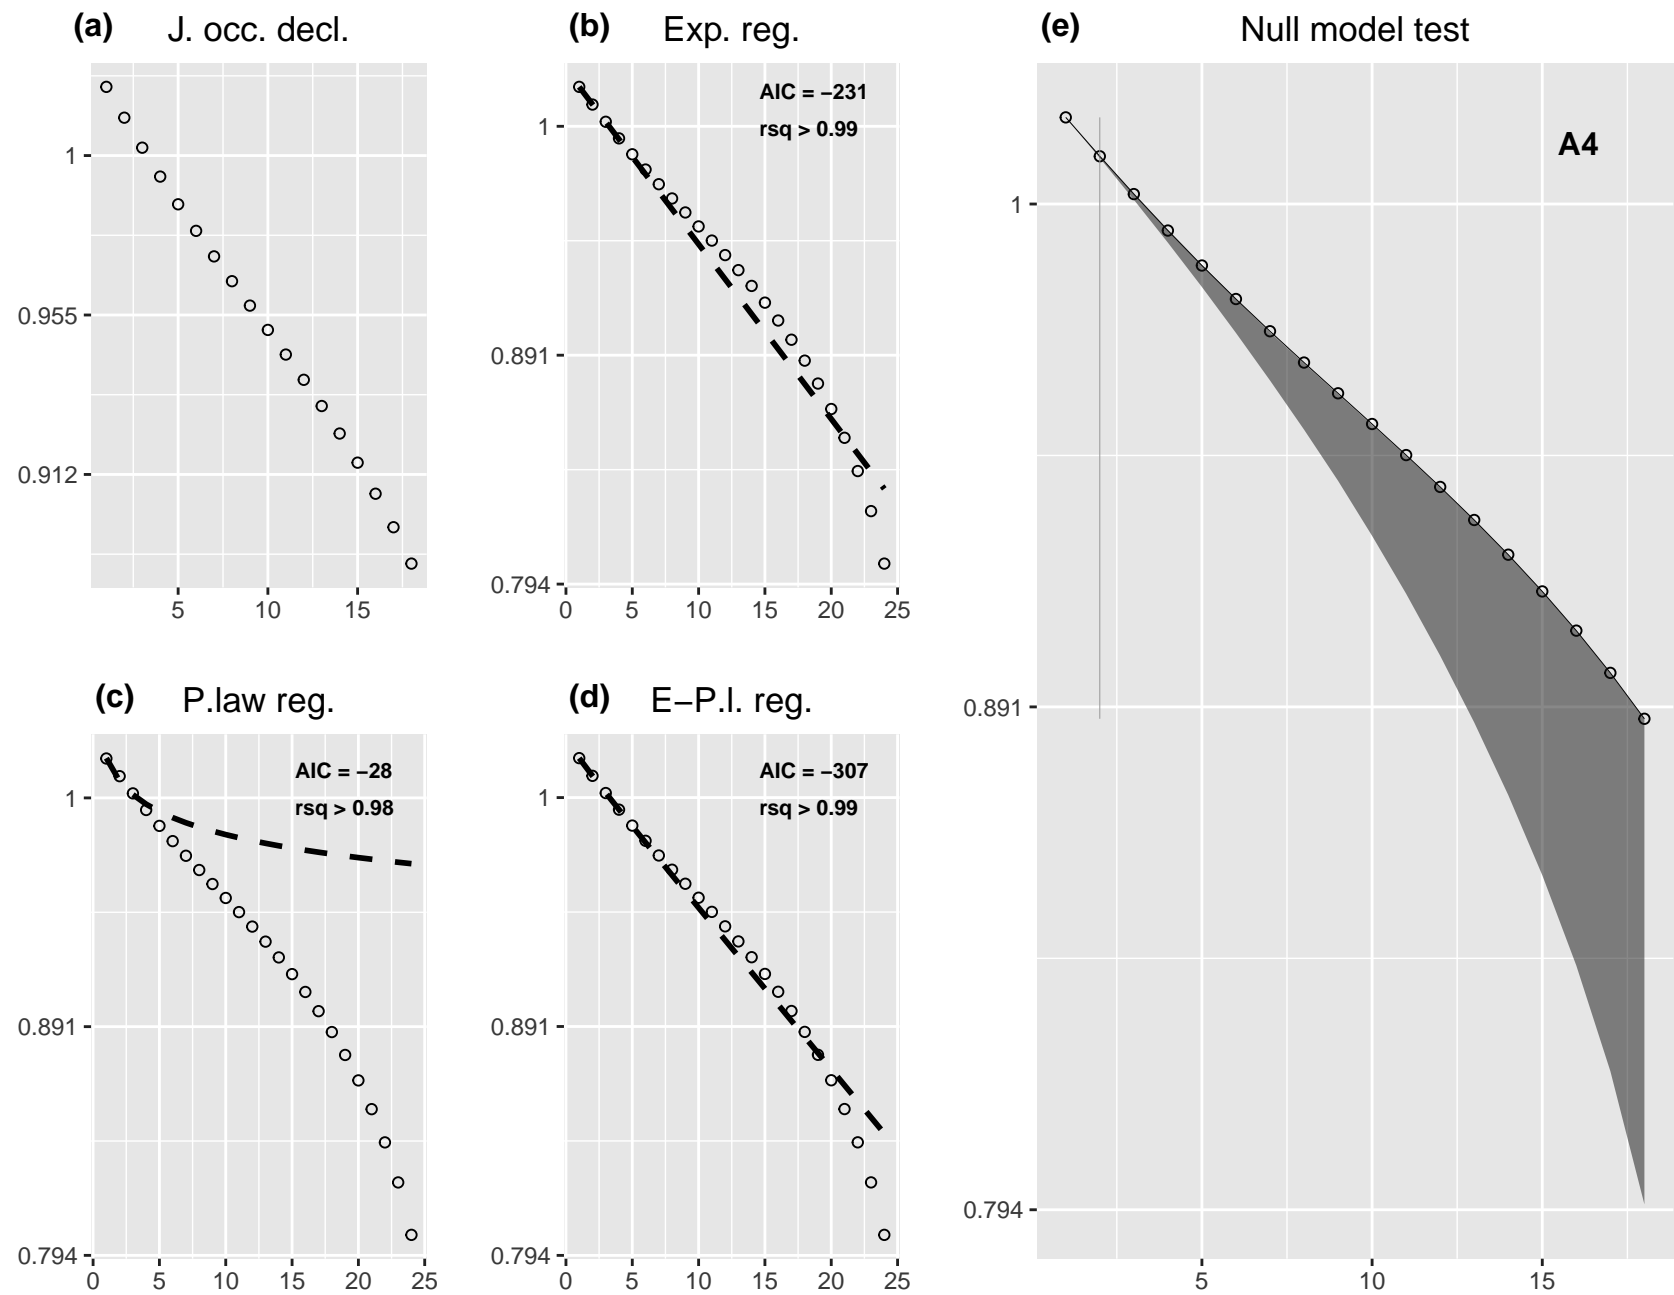 (a) J. occ. decl.
1
0.955
0.912
5 10 15
(b) Exp. reg.
AIC = −231
rsq > 0.99
1
0.891
0.794
0 5 10 15 20 25
(c) P.law reg.
AIC = −28
rsq > 0.98
1
0.891
0.794
0 5 10 15 20 25
(d) E−P.l. reg.
AIC = −307
rsq > 0.99
1
0.891
0.794
0 5 10 15 20 25
(e) Null model test
A4
1
0.891
0.794
5 10 15